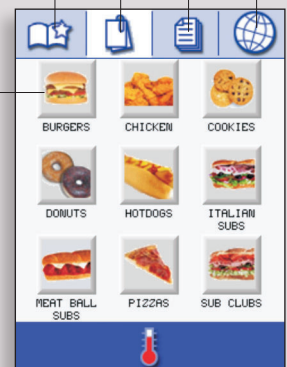 BURGERS
CHICKEN
COOKIES
DONUTS
HOTDOGS
ITALIAN
SUBS
MEAT BALL
SUBS
PIZZAS
SUB CLUBS